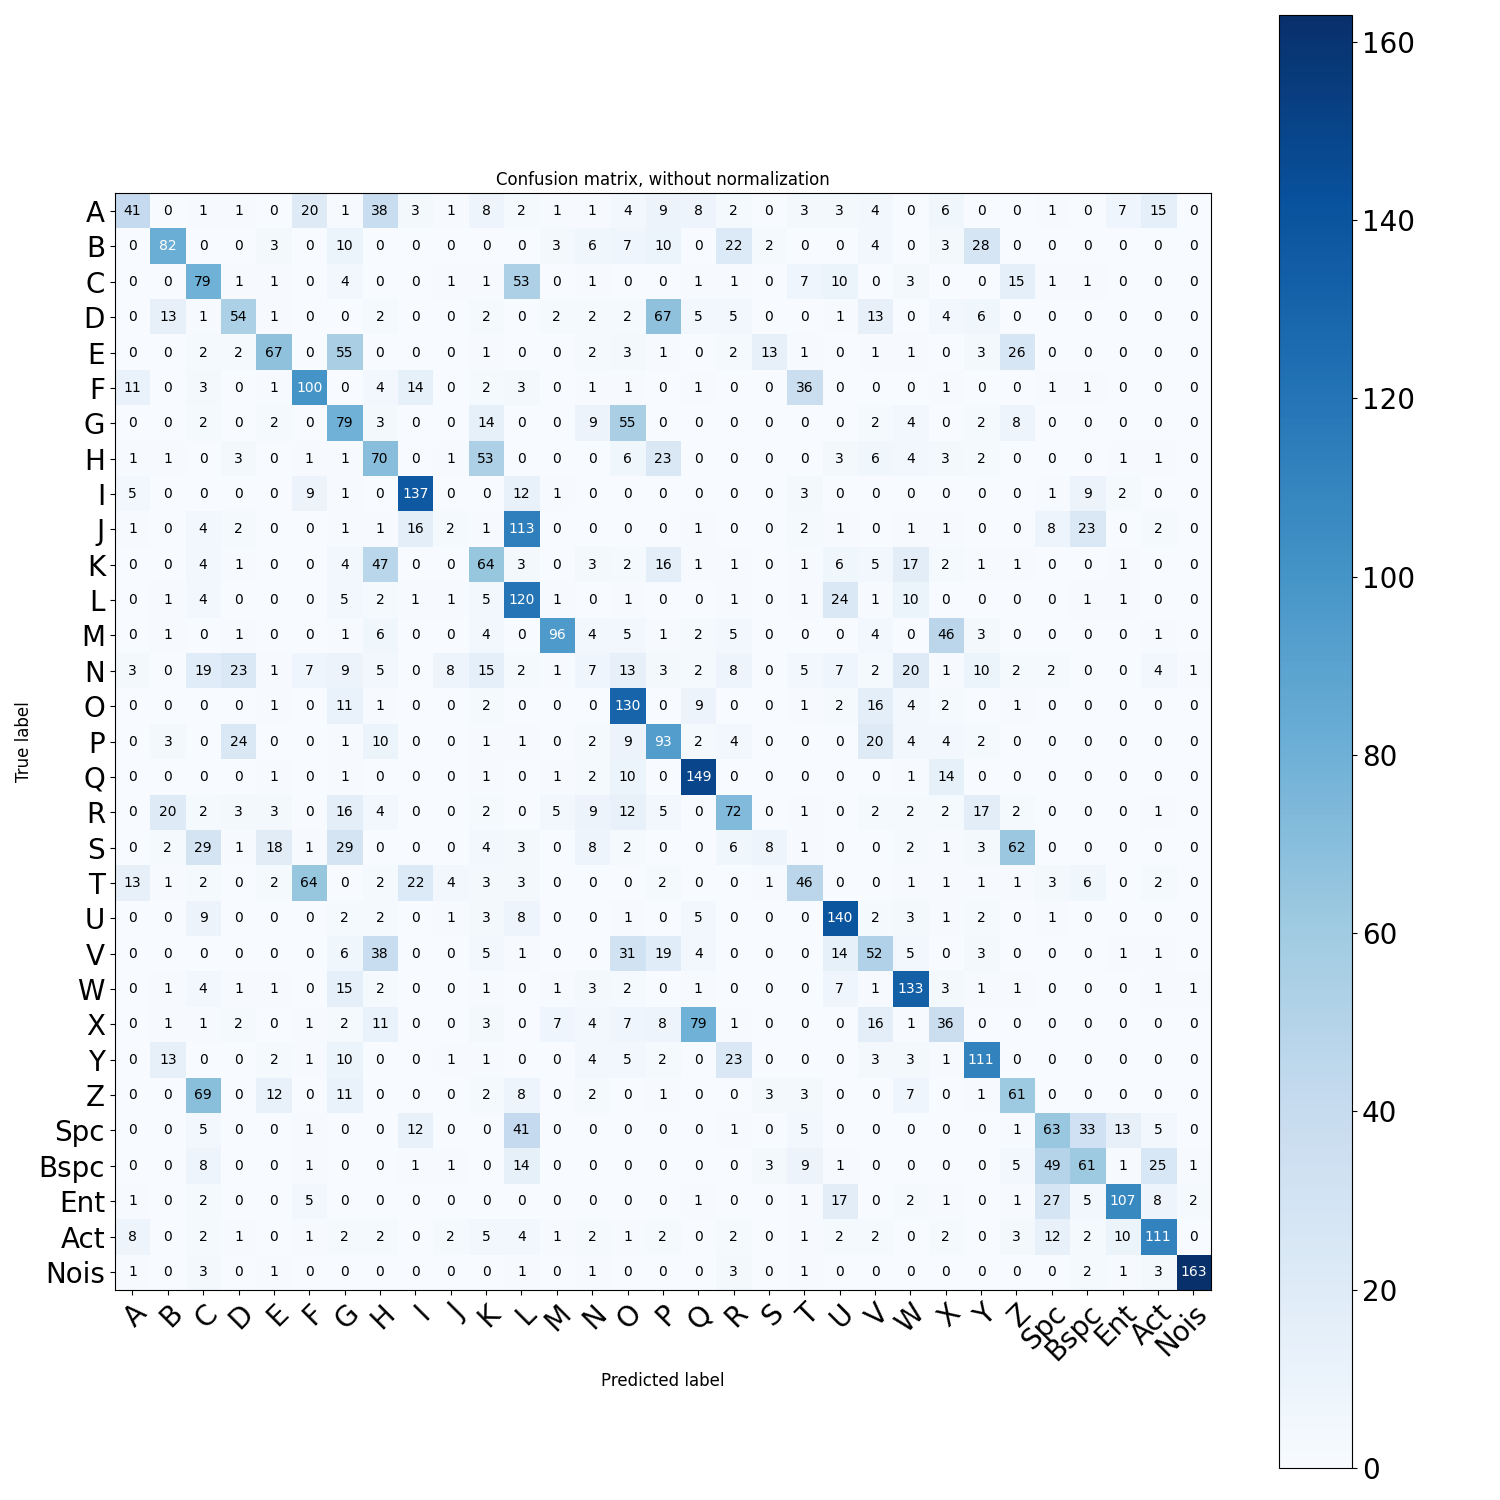 Confusion matrix, without normalization
A 41 0 1 1 0 20 1 38 3 1 8 2 1 1 4 9 8 2 0 3 3 4 0 6 0 0 1 0 7 15 0
B 0 82 0 0 3 0 10 0 0 0 0 0 3 6 7 10 0 22 2 0 0 4 0 3 28 0 0 0 0 0 0
C 0 0 79 1 1 0 4 0 0 1 1 53 0 1 0 0 1 1 0 7 10 0 3 0 0 15 1 1 0 0 0
D 0 13 1 54 1 0 0 2 0 0 2 0 2 2 2 67 5 5 0 0 1 13 0 4 6 0 0 0 0 0 0
E 0 0 2 2 67 0 55 0 0 0 1 0 0 2 3 1 0 2 13 1 0 1 1 0 3 26 0 0 0 0 0
F 11 0 3 0 1 100 0 4 14 0 2 3 0 1 1 0 1 0 0 36 0 0 0 1 0 0 1 1 0 0 0
G 0 0 2 0 2 0 79 3 0 0 14 0 0 9 55 0 0 0 0 0 0 2 4 0 2 8 0 0 0 0 0
H 1 1 0 3 0 1 1 70 0 1 53 0 0 0 6 23 0 0 0 0 3 6 4 3 2 0 0 0 1 1 0
I 5 0 0 0 0 9 1 0 137 0 0 12 1 0 0 0 0 0 0 3 0 0 0 0 0 0 1 9 2 0 0
J 1 0 4 2 0 0 1 1 16 2 1 113 0 0 0 0 1 0 0 2 1 0 1 1 0 0 8 23 0 2 0
K 0 0 4 1 0 0 4 47 0 0 64 3 0 3 2 16 1 1 0 1 6 5 17 2 1 1 0 0 1 0 0
L 0 1 4 0 0 0 5 2 1 1 5 120 1 0 1 0 0 1 0 1 24 1 10 0 0 0 0 1 1 0 0
M 0 1 0 1 0 0 1 6 0 0 4 0 96 4 5 1 2 5 0 0 0 4 0 46 3 0 0 0 0 1 0
N 3 0 19 23 1 7 9 5 0 8 15 2 1 7 13 3 2 8 0 5 7 2 20 1 10 2 2 0 0 4 1
O 0 0 0 0 1 0 11 1 0 0 2 0 0 0 130 0 9 0 0 1 2 16 4 2 0 1 0 0 0 0 0
P 0 3 0 24 0 0 1 10 0 0 1 1 0 2 9 93 2 4 0 0 0 20 4 4 2 0 0 0 0 0 0
Q 0 0 0 0 1 0 1 0 0 0 1 0 1 2 10 0 149 0 0 0 0 0 1 14 0 0 0 0 0 0 0
R 0 20 2 3 3 0 16 4 0 0 2 0 5 9 12 5 0 72 0 1 0 2 2 2 17 2 0 0 0 1 0
S 0 2 29 1 18 1 29 0 0 0 4 3 0 8 2 0 0 6 8 1 0 0 2 1 3 62 0 0 0 0 0
T 13 1 2 0 2 64 0 2 22 4 3 3 0 0 0 2 0 0 1 46 0 0 1 1 1 1 3 6 0 2 0
U 0 0 9 0 0 0 2 2 0 1 3 8 0 0 1 0 5 0 0 0 140 2 3 1 2 0 1 0 0 0 0
V 0 0 0 0 0 0 6 38 0 0 5 1 0 0 31 19 4 0 0 0 14 52 5 0 3 0 0 0 1 1 0
W 0 1 4 1 1 0 15 2 0 0 1 0 1 3 2 0 1 0 0 0 7 1 133 3 1 1 0 0 0 1 1
X 0 1 1 2 0 1 2 11 0 0 3 0 7 4 7 8 79 1 0 0 0 16 1 36 0 0 0 0 0 0 0
Y 0 13 0 0 2 1 10 0 0 1 1 0 0 4 5 2 0 23 0 0 0 3 3 1 111 0 0 0 0 0 0
Z 0 0 69 0 12 0 11 0 0 0 2 8 0 2 0 1 0 0 3 3 0 0 7 0 1 61 0 0 0 0 0
Spc 0 0 5 0 0 1 0 0 12 0 0 41 0 0 0 0 0 1 0 5 0 0 0 0 0 1 63 33 13 5 0
Bspc 0 0 8 0 0 1 0 0 1 1 0 14 0 0 0 0 0 0 3 9 1 0 0 0 0 5 49 61 1 25 1
Ent 1 0 2 0 0 5 0 0 0 0 0 0 0 0 0 0 1 0 0 1 17 0 2 1 0 1 27 5 107 8 2
Act 8 0 2 1 0 1 2 2 0 2 5 4 1 2 1 2 0 2 0 1 2 2 0 2 0 3 12 2 10 111 0
Nois 1 0 3 0 1 0 0 0 0 0 0 1 0 1 0 0 0 3 0 1 0 0 0 0 0 0 0 2 1 3 163
A B C D E F G H I J K L M N O P Q R S T U V W X Y Z Spc Bspc Ent Act Nois
True label
Predicted label
160
140
120
100
80
60
40
20
0